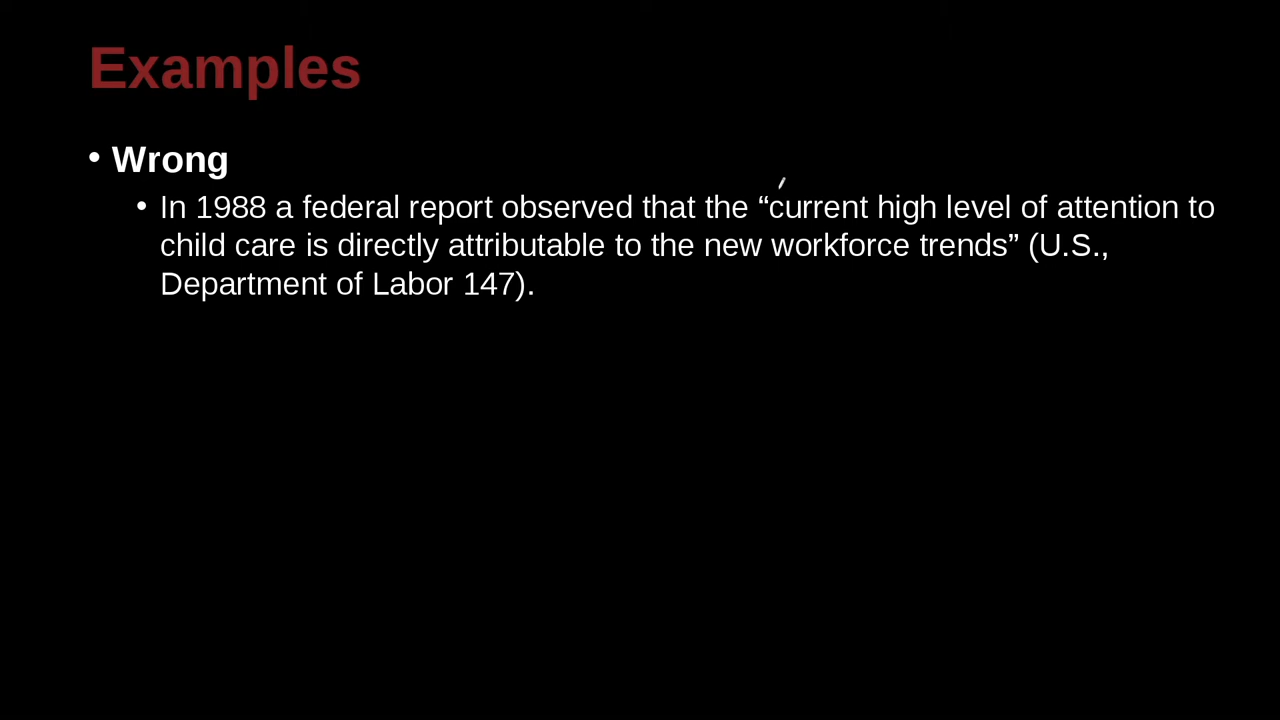 Examples
• Wrong
• In 1988 a federal report observed that the “current high level of attention to
child care is directly attributable to the new workforce trends” (U.S.,
Department of Labor 147).